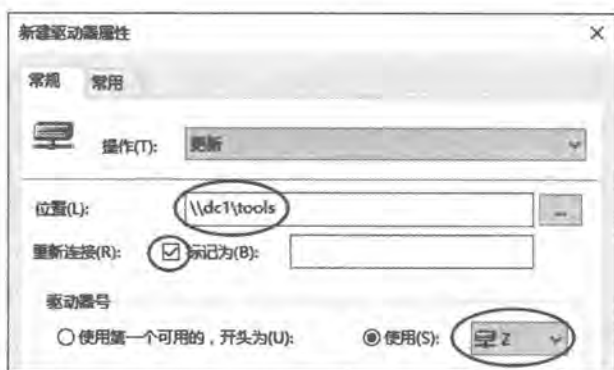 新建驱动器属性
常规 常用
操作(T): 更新
位置(L): \\dc1\tools ...
重新连接(R): 标记为(B):
驱动器号
使用第一个可用的，开头为(U): 使用(S): Z